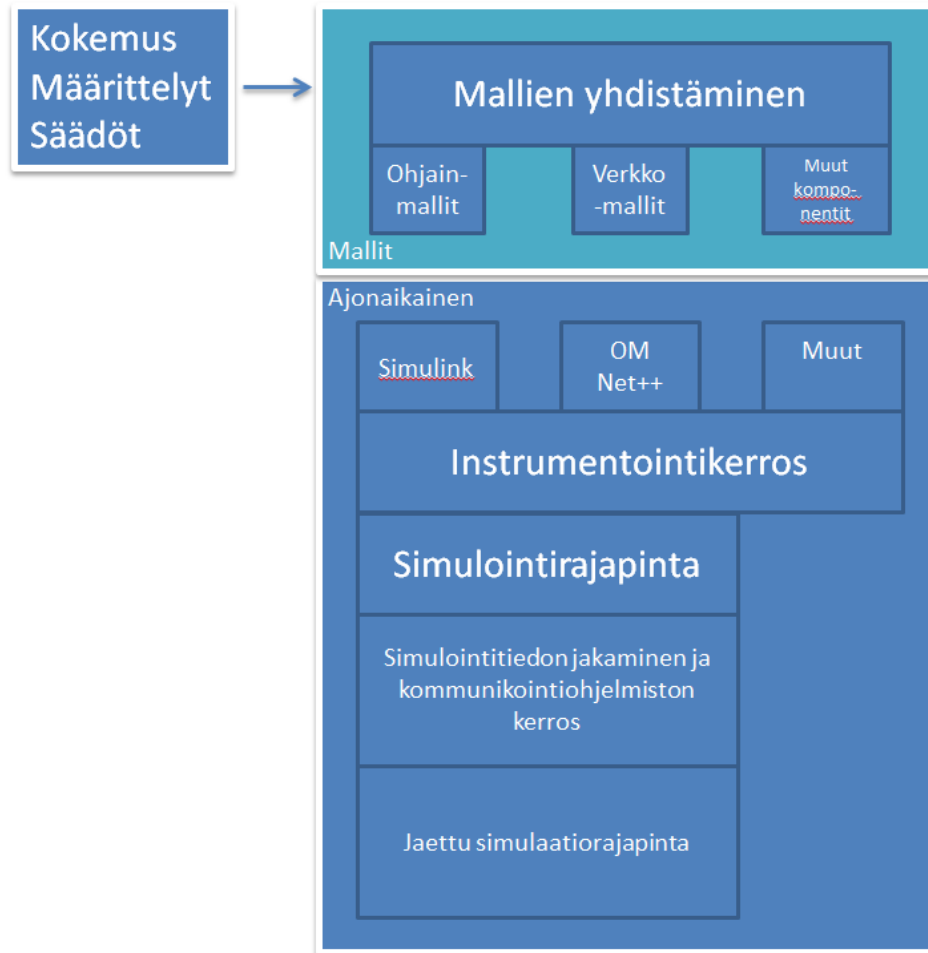 Kokemus
Määrittelyt
Säädöt
Mallien yhdistäminen
Ohjain-
mallit
Verkko
-mallit
Muut
kompo-
nentit
Mallit
Ajonaikainen
Simulink
OM
Net++
Muut
Instrumentointikerros
Simulointirajapinta
Simulointitiedon jakaminen ja
kommunikointiohjelmiston
kerros
Jaettu simulaatiorajapinta